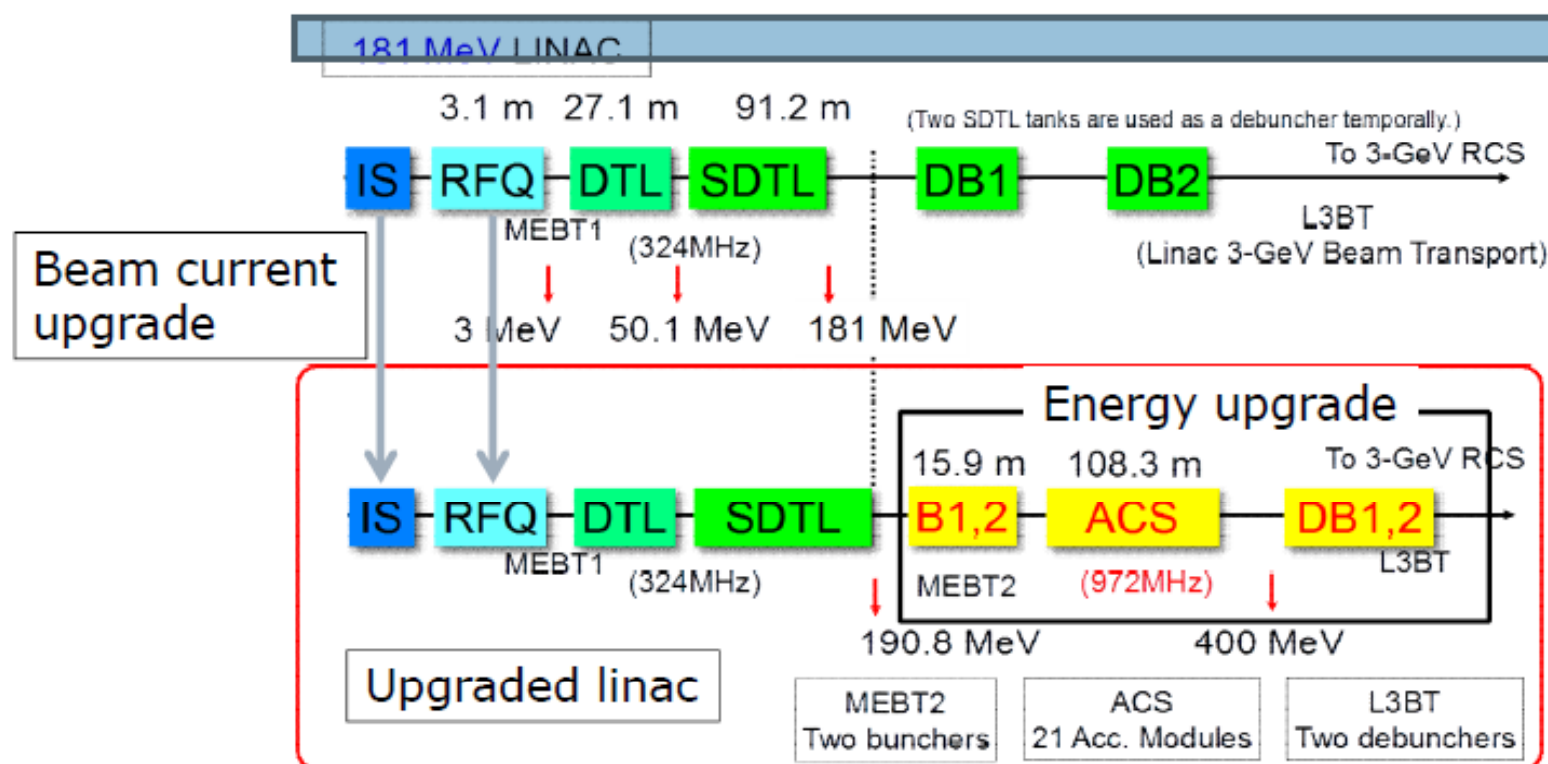 181 MeV LINAC
3.1 m 27.1 m 91.2 m
(Two SDTL tanks are used as a debuncher temporally.)
To 3-GeV RCS
IS RFQ DTL SDTL DB1 DB2
MEBT1
(324MHz)
L3BT
(Linac 3-GeV Beam Transport)
Beam current
upgrade
3 MeV 50.1 MeV 181 MeV
Energy upgrade
15.9 m 108.3 m To 3-GeV RCS
IS RFQ DTL SDTL B1,2 ACS DB1,2
MEBT1 (324MHz) MEBT2 (972MHz) L3BT
190.8 MeV 400 MeV
Upgraded linac
MEBT2
Two bunchers
ACS
21 Acc. Modules
L3BT
Two debunchers